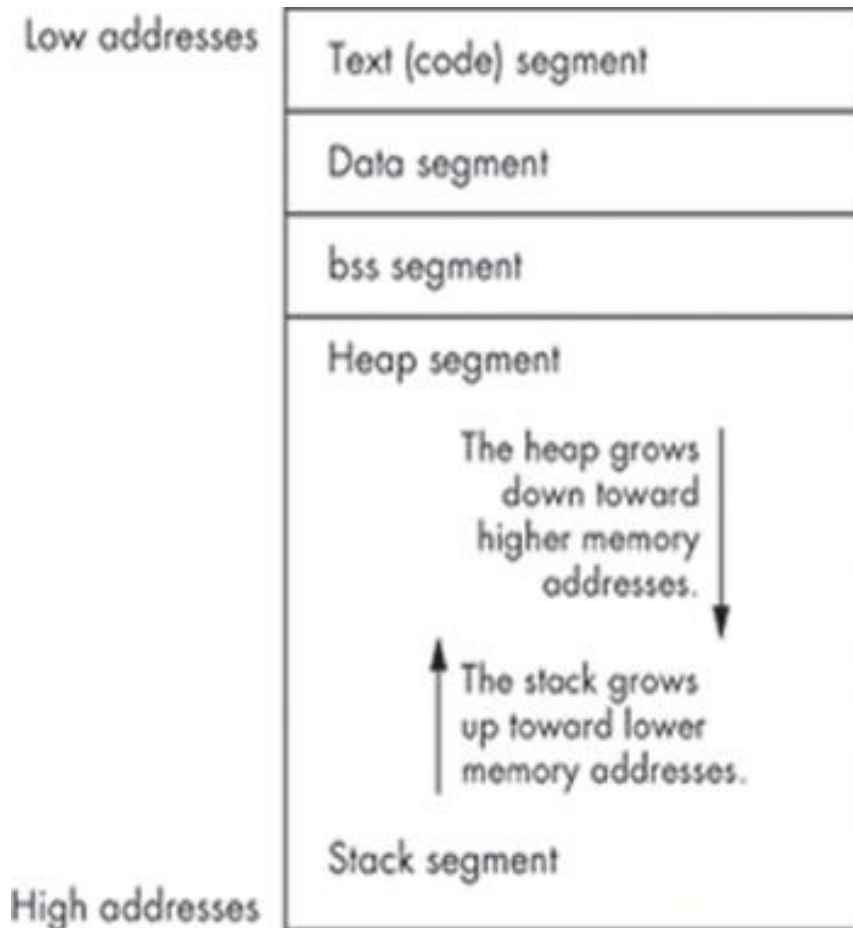 Low addresses
Text (code) segment
Data segment
bss segment
Heap segment
The heap grows
down toward
higher memory
addresses.
The stack grows
up toward lower
memory addresses.
Stack segment
High addresses